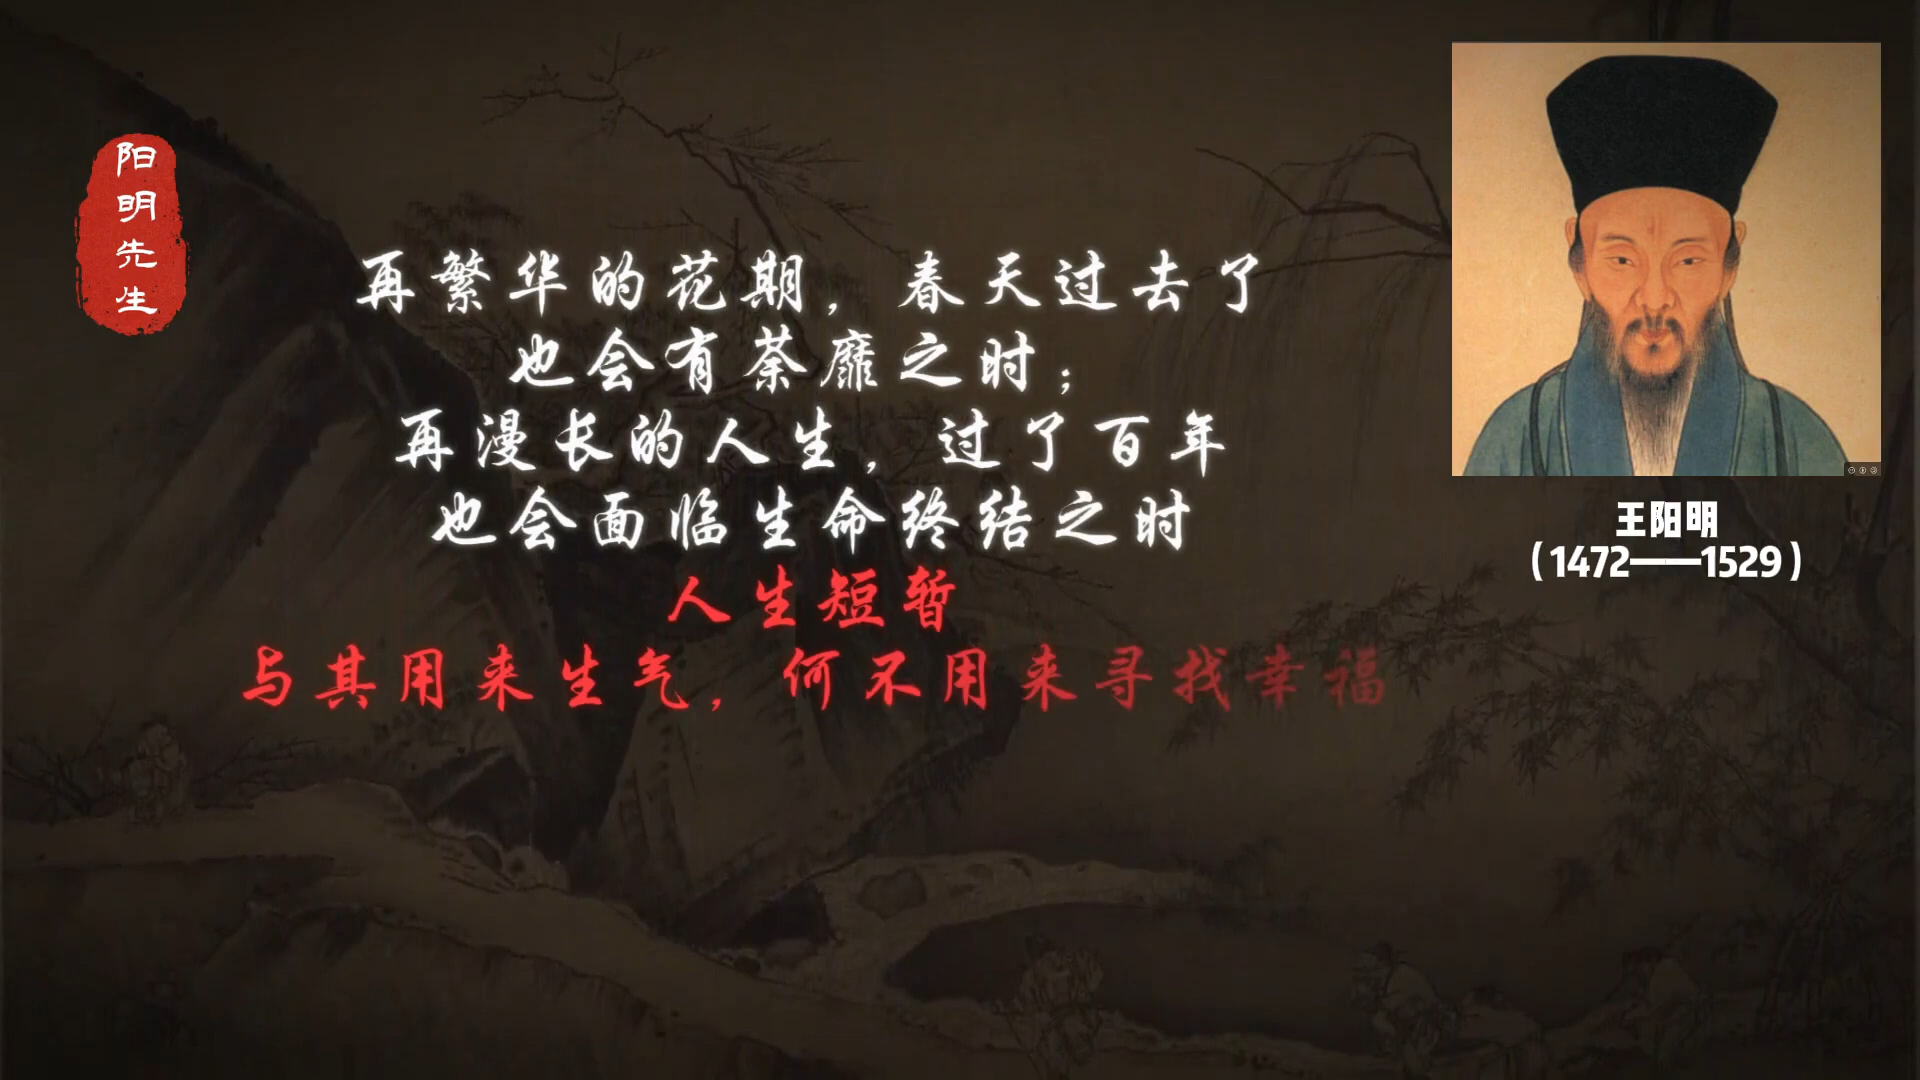 阳明先生
再繁华的花期，春天过去了
也会有荼靡之时；
再漫长的人生，过了百年
也会面临生命终结之时
人生短暂
与其用来生气，何不用来寻找幸福
王阳明
（1472——1529）